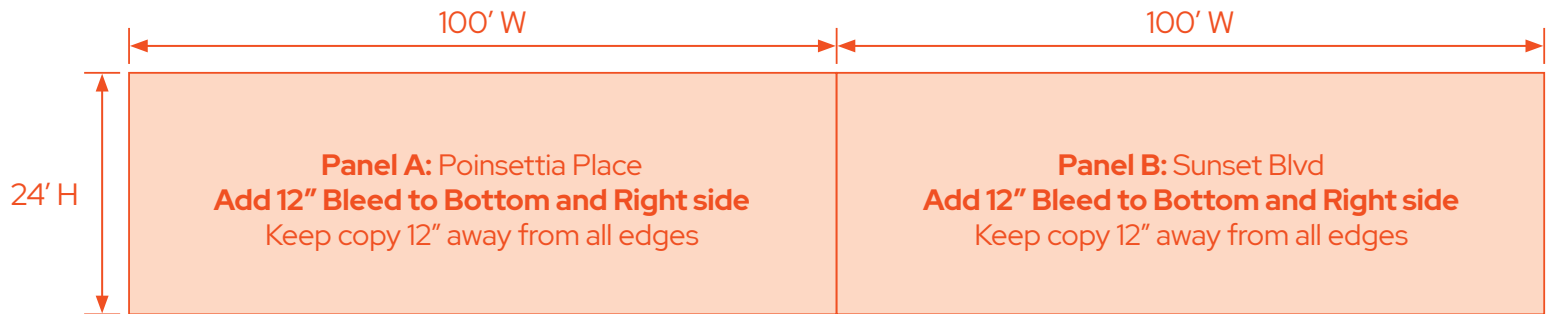 100′ W
100′ W
24′ H
Panel A: Poinsettia Place
Add 12″ Bleed to Bottom and Right side
Keep copy 12″ away from all edges
Panel B: Sunset Blvd
Add 12″ Bleed to Bottom and Right side
Keep copy 12″ away from all edges